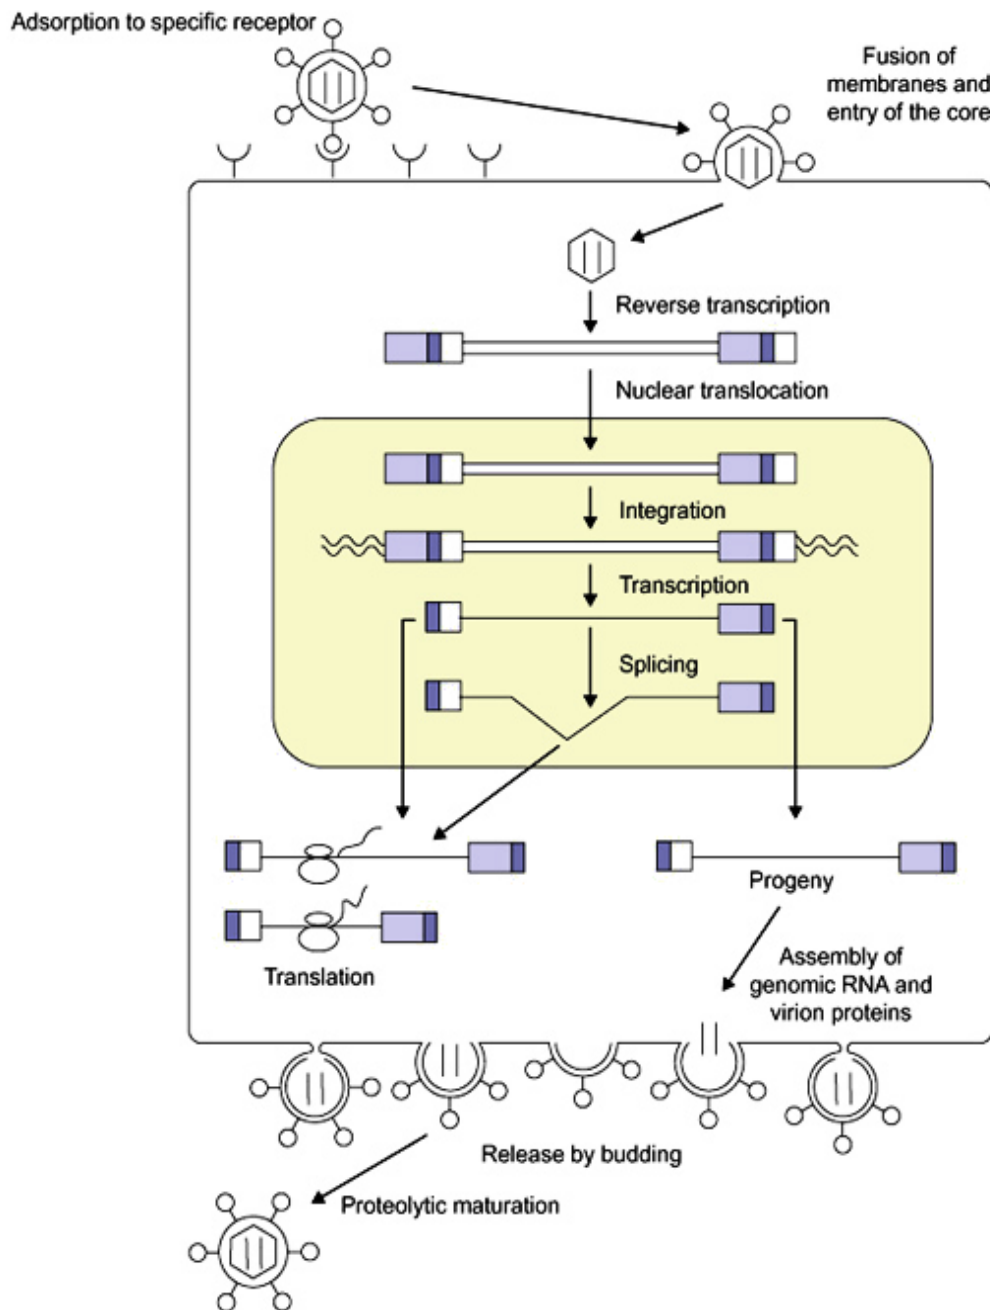 Adsorption to specific receptor
Fusion of
membranes and
entry of the core
Reverse transcription
Nuclear translocation
Integration
Transcription
Splicing
Progeny
Translation
Assembly of
genomic RNA and
virion proteins
Release by budding
Proteolytic maturation